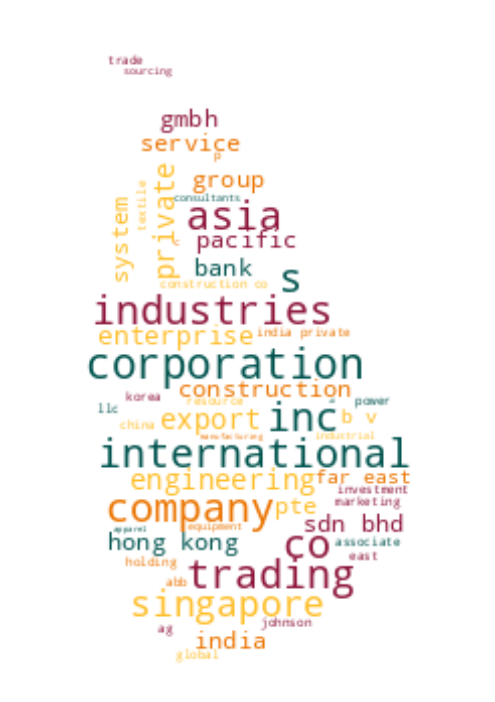 trade
sourcing
gmbh
service
p
group
private
textile
system
consultants
asia
pacific
bank
s
construction co
industries
enterprise
india private
corporation
construction
korea
resource
power
llc
export
inc
b v
china
manufacturing
industrial
international
engineering
far east
investment
company
pte
marketing
sdn bhd
apparel
equipment
hong kong
co
associate
east
holding
trading
abb
singapore
johnson
ag
india
global